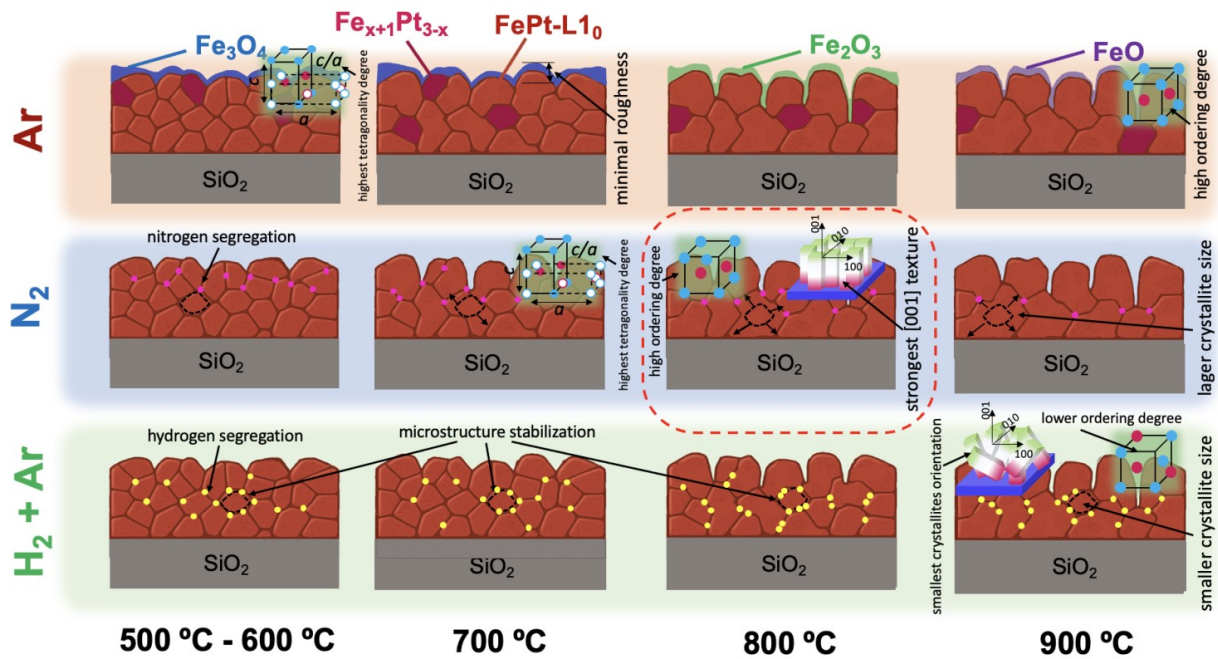 Ar
Fe₃O₄
Feₓ₊₁Pt₃₋ₓ
FePt-L1₀
Fe₂O₃
FeO
c/a
c
a
highest tetragonality degree
minimal roughness
high ordering degree
SiO₂
SiO₂
SiO₂
SiO₂
N₂
nitrogen segregation
c/a
c
a
highest tetragonality degree
high ordering degree
001
010
100
strongest [001] texture
lager crystallite size
SiO₂
SiO₂
SiO₂
SiO₂
H₂ + Ar
hydrogen segregation
microstructure stabilization
smallest crystallites orientation
001
010
100
lower ordering degree
smaller crystallite size
SiO₂
SiO₂
SiO₂
SiO₂
500 ºC - 600 ºC
700 ºC
800 ºC
900 ºC